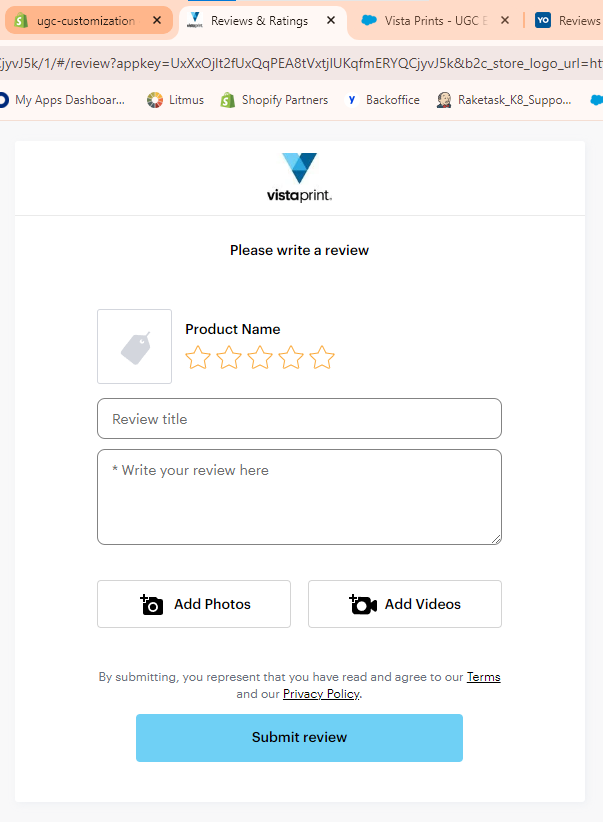 ugc-customization
Reviews & Ratings
Vista Prints - UGC E
YO
Reviews
jyvJ5k/1/#/review?appkey=UxXxOjlt2fUxQqPEA8tVxtjlUKqfmERYQCjyvJ5k&b2c_store_logo_url=htt
My Apps Dashboar...
Litmus
Shopify Partners
y
Backoffice
Raketask_K8_Suppo...
vistaprint.
Please write a review
Product Name
Review title
* Write your review here
Add Photos
Add Videos
By submitting, you represent that you have read and agree to our Terms
and our Privacy Policy.
Submit review